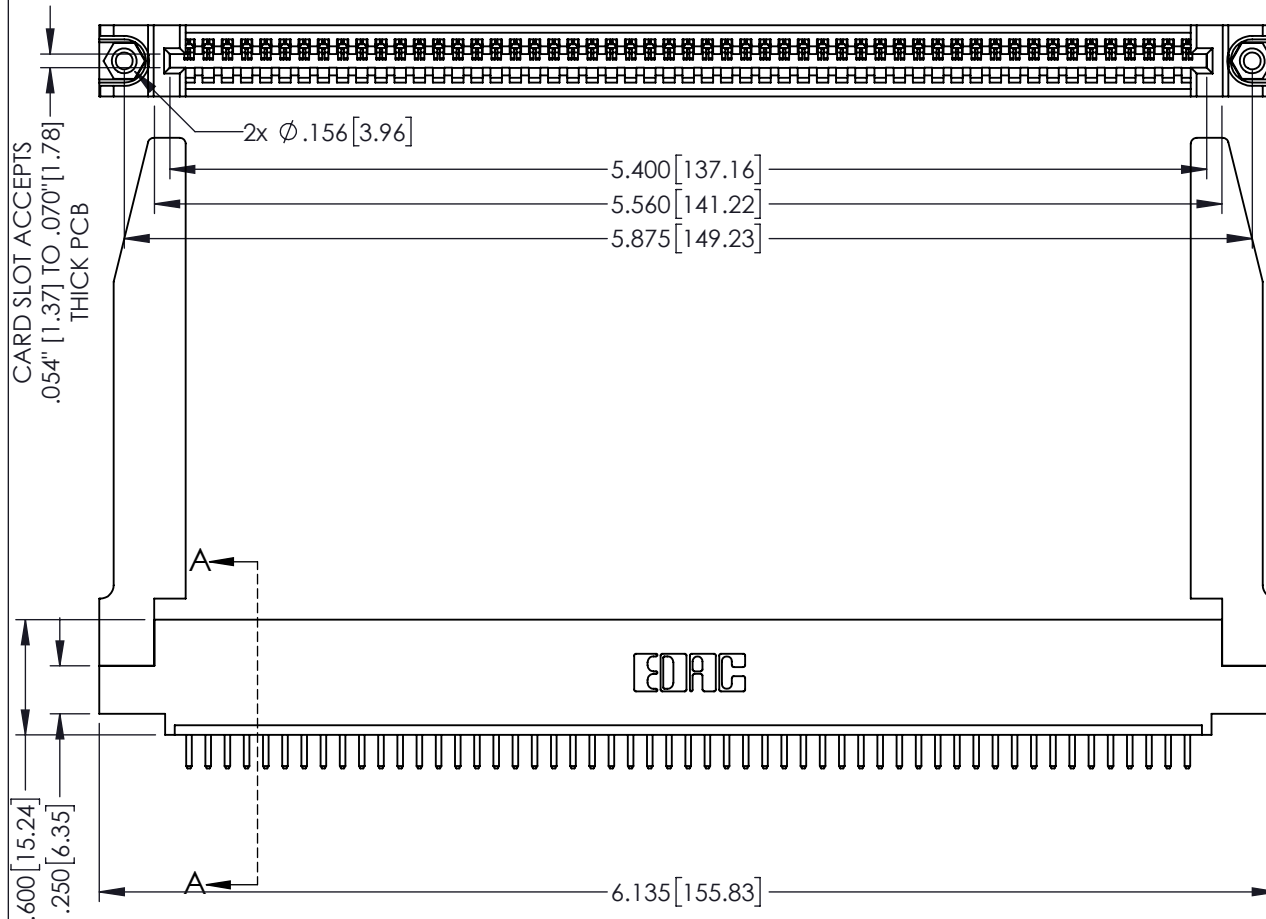 2x Ø .156[3.96]
5.400[137.16]
5.560[141.22]
5.875[149.23]
CARD SLOT ACCEPTS
.054" [1.37] TO .070"[1.78]
THICK PCB
A
EDAC
.600[15.24]
.250[6.35]
A
6.135[155.83]